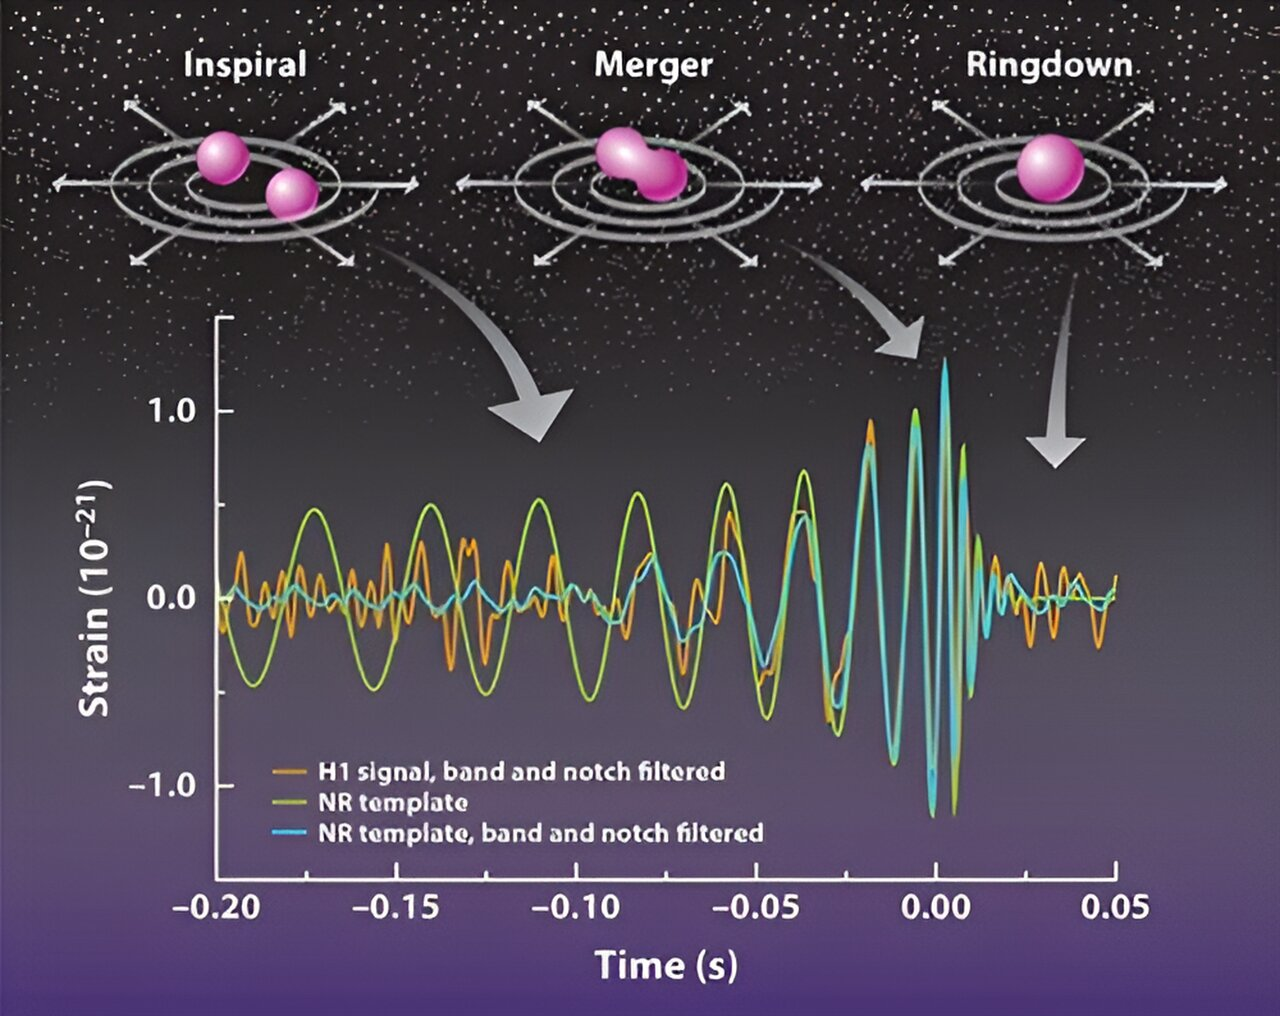 Inspiral
Merger
Ringdown
1.0
0.0
–1.0
Strain (10⁻²¹)
H1 signal, band and notch filtered
NR template
NR template, band and notch filtered
–0.20
–0.15
–0.10
–0.05
0.00
0.05
Time (s)